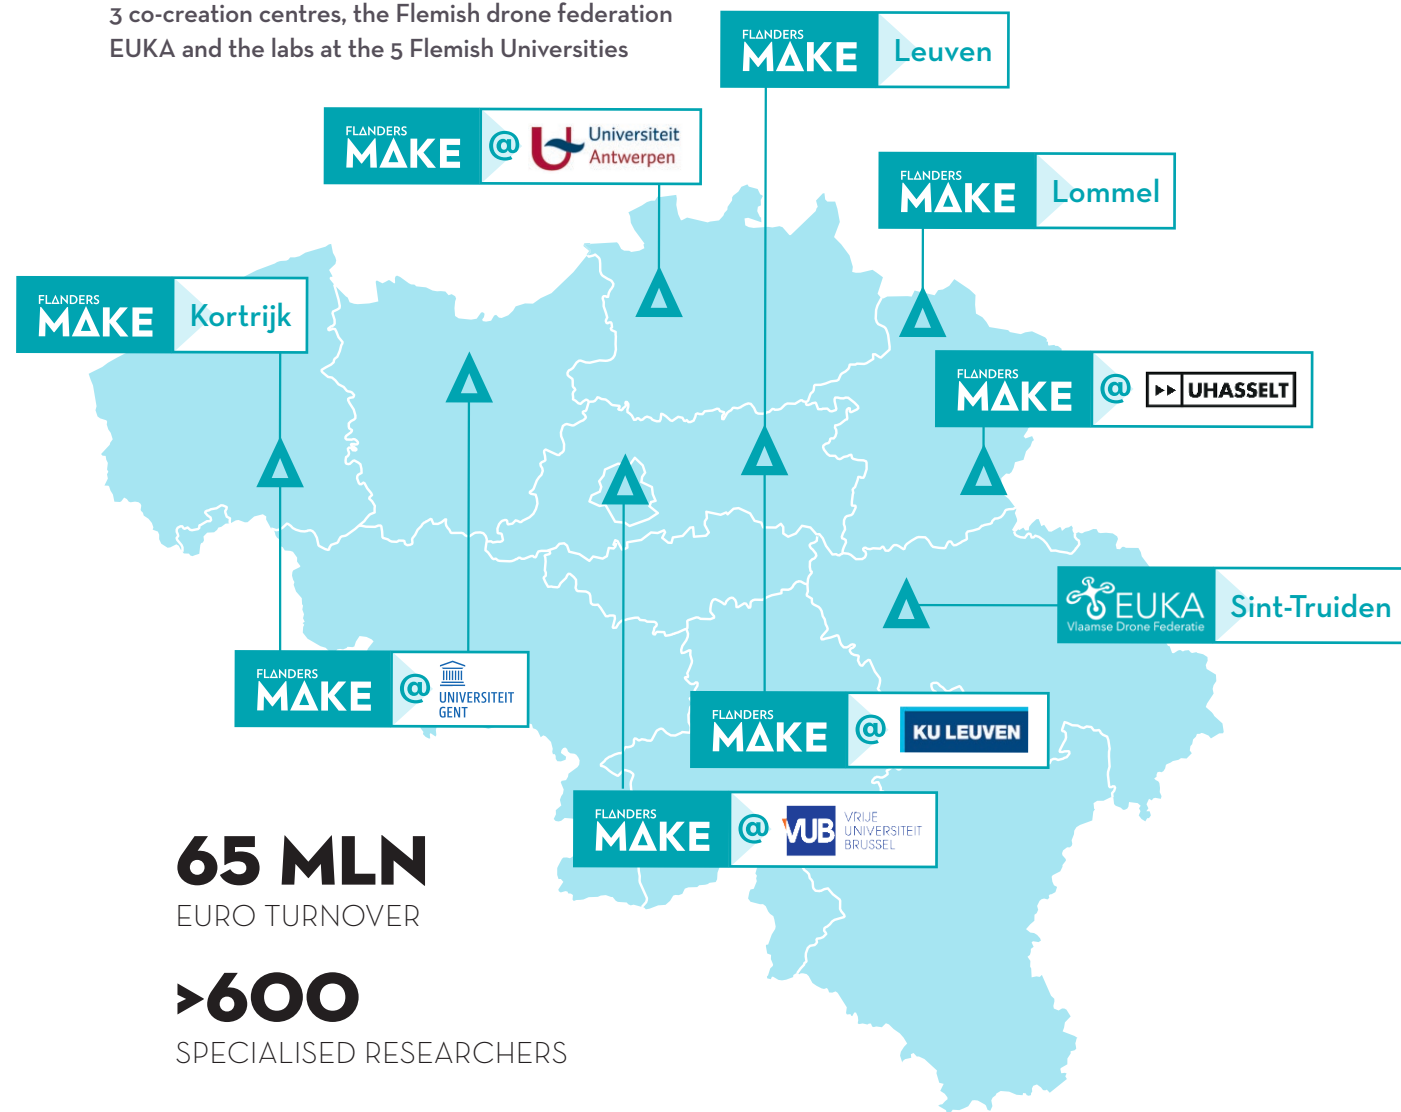 3 co-creation centres, the Flemish drone federation
EUKA and the labs at the 5 Flemish Universities
FLANDERS
MAKE
Leuven
FLANDERS
MAKE
@
Universiteit
Antwerpen
FLANDERS
MAKE
Lommel
FLANDERS
MAKE
Kortrijk
FLANDERS
MAKE
@
UHASSELT
EUKA
Vlaamse Drone Federatie
Sint-Truiden
FLANDERS
MAKE
@
UNIVERSITEIT
GENT
FLANDERS
MAKE
@
KU LEUVEN
FLANDERS
MAKE
@
VUB
VRIJE
UNIVERSITEIT
BRUSSEL
65 MLN
EURO TURNOVER
>600
SPECIALISED RESEARCHERS